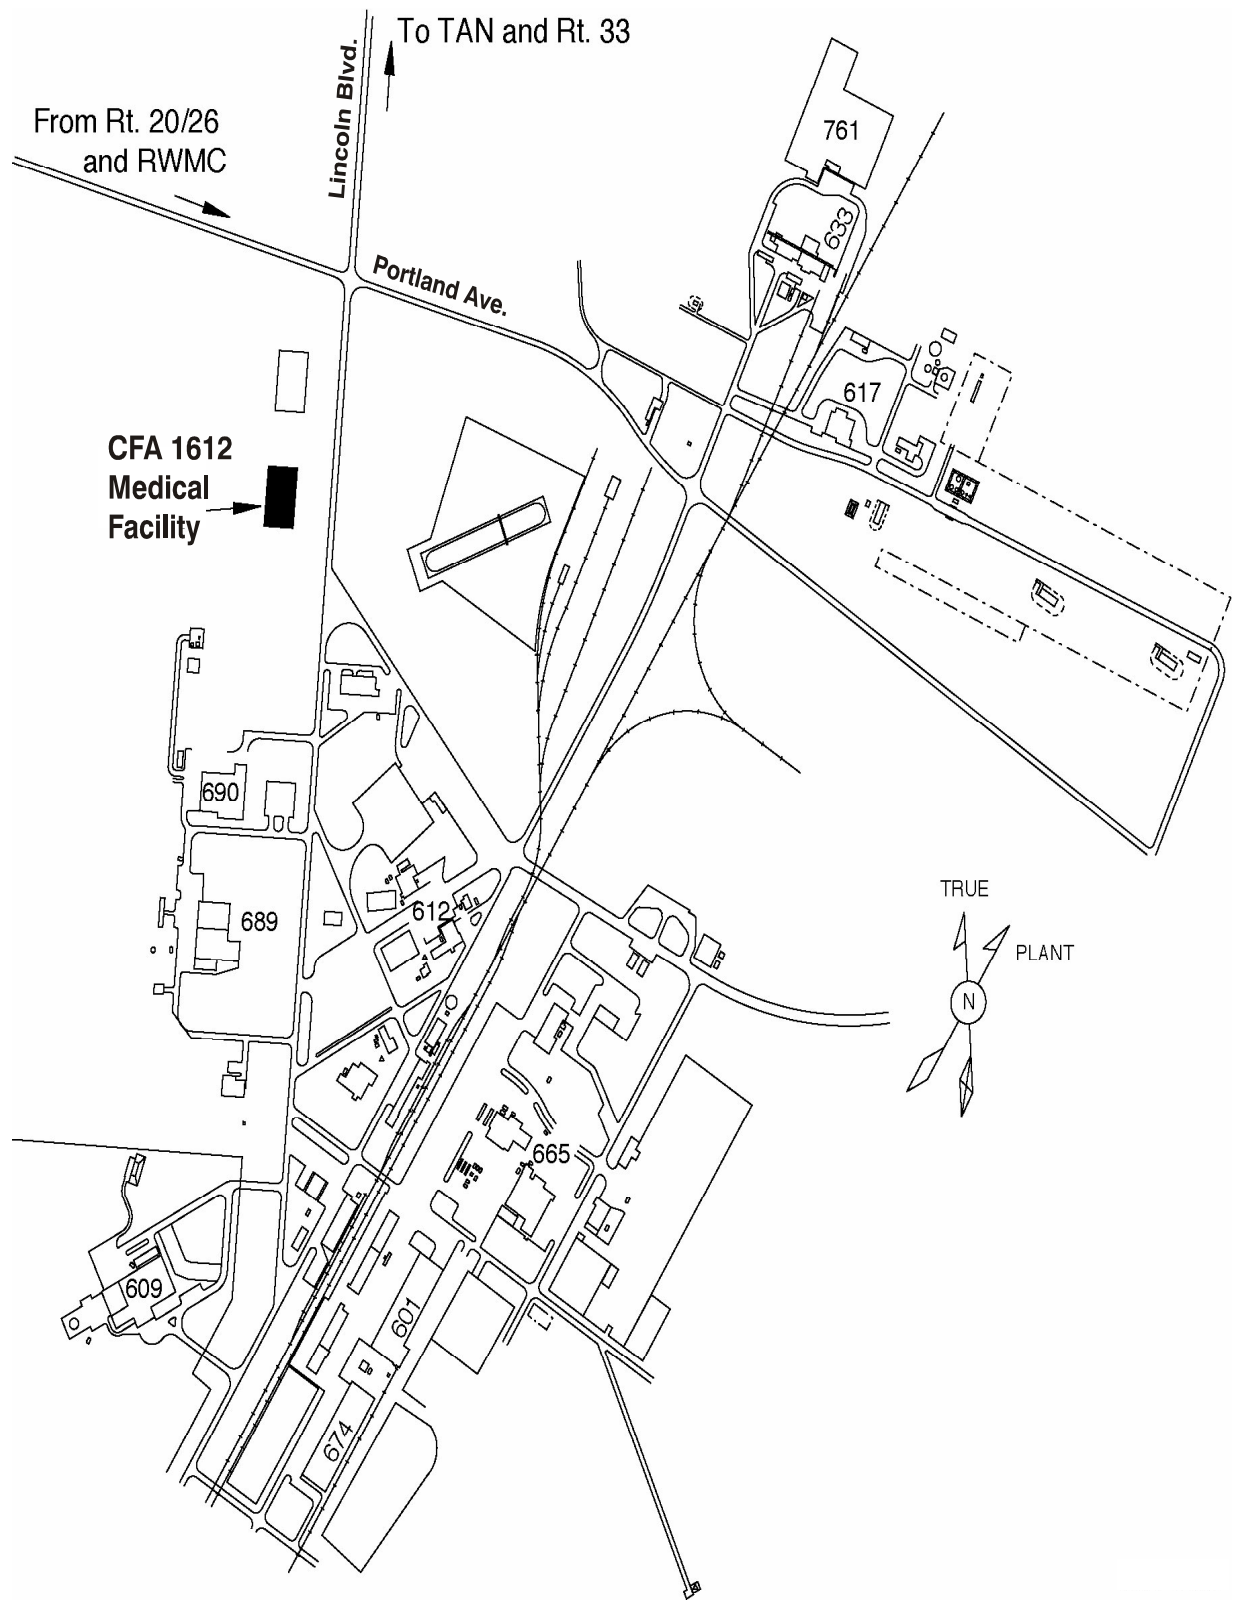 To TAN and Rt. 33
Lincoln Blvd.
From Rt. 20/26
and RWMC
761
633
Portland Ave.
617
CFA 1612
Medical
Facility
690
612
689
TRUE
PLANT
N
665
609
601
674